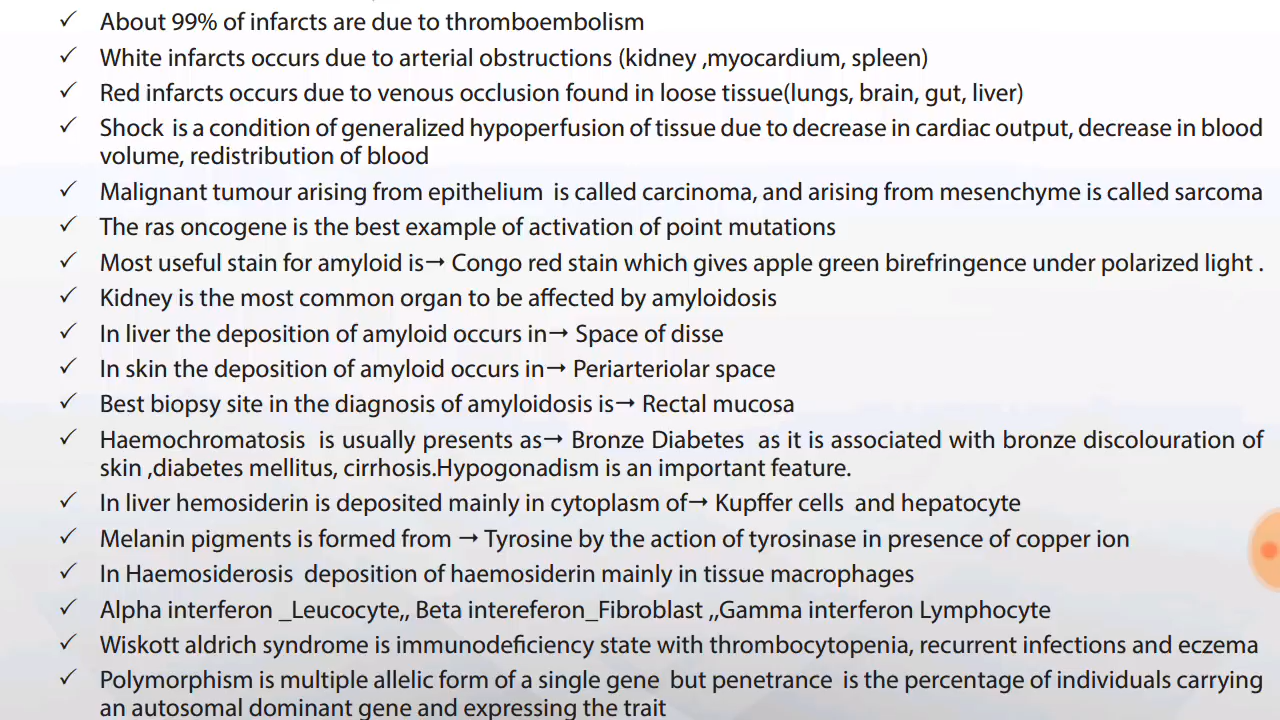 ✓ About 99% of infarcts are due to thromboembolism
✓ White infarcts occurs due to arterial obstructions (kidney ,myocardium, spleen)
✓ Red infarcts occurs due to venous occlusion found in loose tissue(lungs, brain, gut, liver)
✓ Shock is a condition of generalized hypoperfusion of tissue due to decrease in cardiac output, decrease in blood
volume, redistribution of blood
✓ Malignant tumour arising from epithelium is called carcinoma, and arising from mesenchyme is called sarcoma
✓ The ras oncogene is the best example of activation of point mutations
✓ Most useful stain for amyloid is→ Congo red stain which gives apple green birefringence under polarized light .
✓ Kidney is the most common organ to be affected by amyloidosis
✓ In liver the deposition of amyloid occurs in→ Space of disse
✓ In skin the deposition of amyloid occurs in→ Periarteriolar space
✓ Best biopsy site in the diagnosis of amyloidosis is→ Rectal mucosa
✓ Haemochromatosis is usually presents as→ Bronze Diabetes as it is associated with bronze discolouration of
skin ,diabetes mellitus, cirrhosis.Hypogonadism is an important feature.
✓ In liver hemosiderin is deposited mainly in cytoplasm of→ Kupffer cells and hepatocyte
✓ Melanin pigments is formed from → Tyrosine by the action of tyrosinase in presence of copper ion
✓ In Haemosiderosis deposition of haemosiderin mainly in tissue macrophages
✓ Alpha interferon _Leucocyte,, Beta intereferon_Fibroblast ,,Gamma interferon Lymphocyte
✓ Wiskott aldrich syndrome is immunodeficiency state with thrombocytopenia, recurrent infections and eczema
✓ Polymorphism is multiple allelic form of a single gene but penetrance is the percentage of individuals carrying
an autosomal dominant gene and expressing the trait